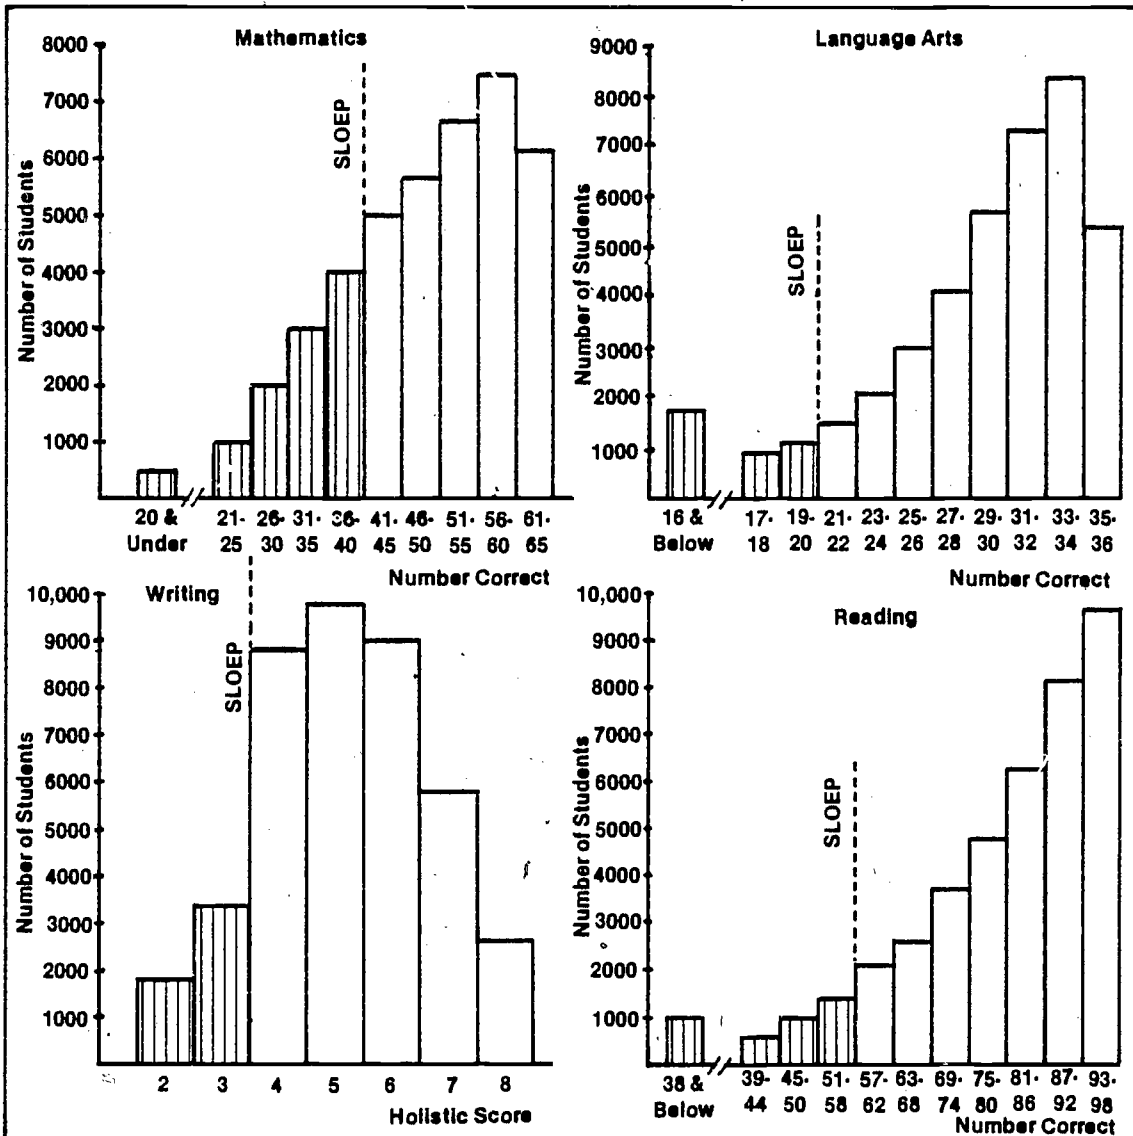 Mathematics
8000
7000
6000
5000
4000
3000
2000
1000
Number of Students
SLOEP
20 & 21- 26- 31- 36- 41- 46- 51- 56- 61-
Under 25 30 35 40 45 50 55 60 65
Number Correct
Language Arts
9000
8000
7000
6000
5000
4000
3000
2000
1000
Number of Students
SLOEP
16 & 17- 19- 21- 23- 25- 27- 29- 31- 33- 35-
Below 18 20 22 24 26 28 30 32 34 36
Number Correct
Writing
10,000
9000
8000
7000
6000
5000
4000
3000
2000
1000
Number of Students
SLOEP
2 3 4 5 6 7 8
Holistic Score
Reading
10,000
9000
8000
7000
6000
5000
4000
3000
2000
1000
Number of Students
SLOEP
38 & 39- 45- 51- 57- 63- 69- 75- 81- 87- 93-
Below 44 50 58 62 68 74 80 86 92 98
Number Correct